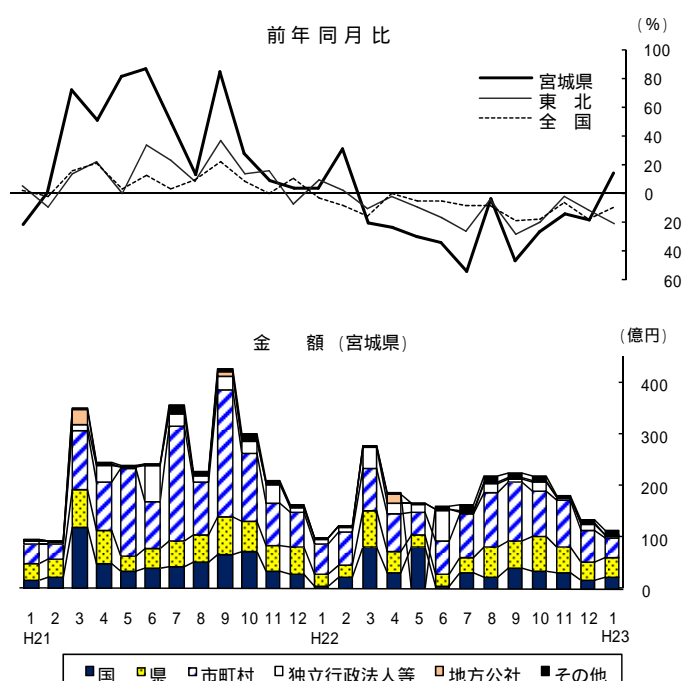 前年同月比
(%)
100
80
60
40
20
0
20
40
60
宮城県
東 北
全 国
金 額 (宮城県)
(億円)
400
300
200
100
0
1 2 3 4 5 6 7 8 9 10 11 12 1 2 3 4 5 6 7 8 9 10 11 12 1
H21 H22 H23
国 県 市町村 独立行政法人等 地方公社 その他